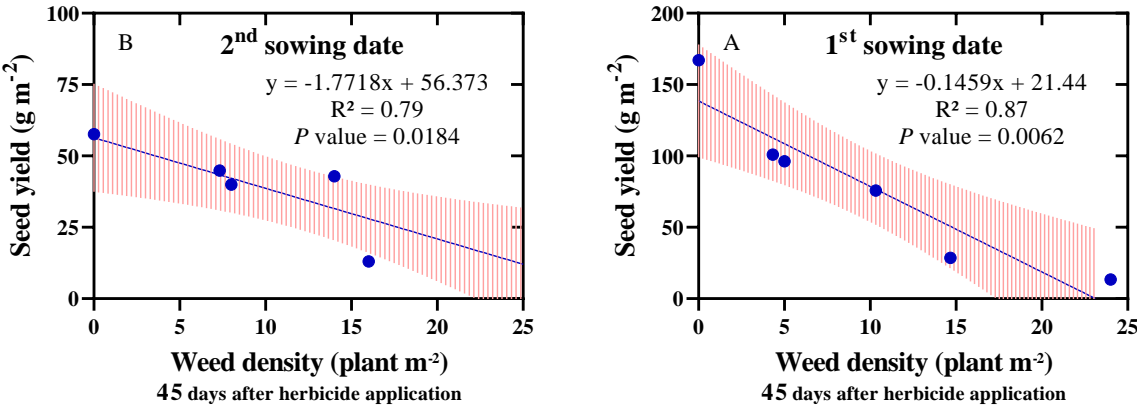 B
2nd sowing date
y = -1.7718x + 56.373
R² = 0.79
P value = 0.0184
Seed yield (g m-2)
100
75
50
25
0
0 5 10 15 20 25
Weed density (plant m-2)
45 days after herbicide application
A
1st sowing date
y = -0.1459x + 21.44
R² = 0.87
P value = 0.0062
Seed yield (g m-2)
200
150
100
50
0
0 5 10 15 20 25
Weed density (plant m-2)
45 days after herbicide application